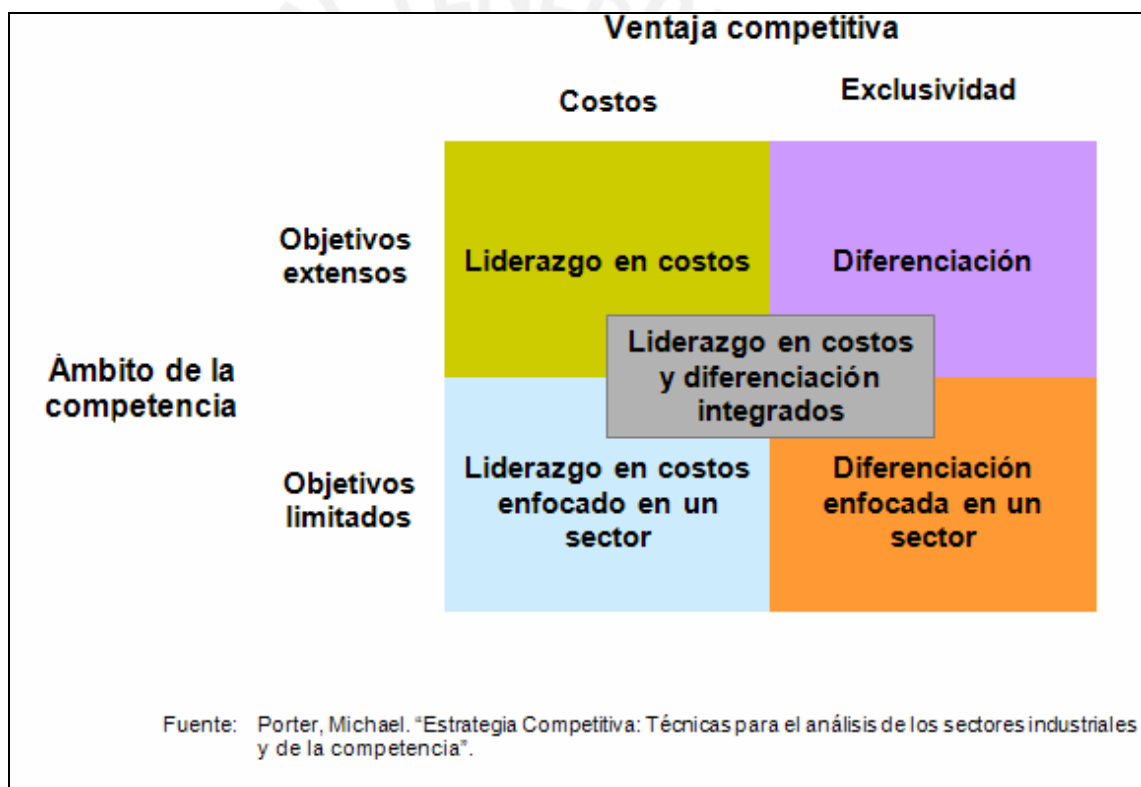 Ventaja competitiva
Costos
Exclusividad
Objetivos
extensos
Liderazgo en costos
Diferenciación
Liderazgo en costos
y diferenciación
integrados
Ámbito de la
competencia
Objetivos
limitados
Liderazgo en costos
enfocado en un
sector
Diferenciación
enfocada en un
sector
Fuente: Porter, Michael. “Estrategia Competitiva: Técnicas para el análisis de los sectores industriales
y de la competencia”.